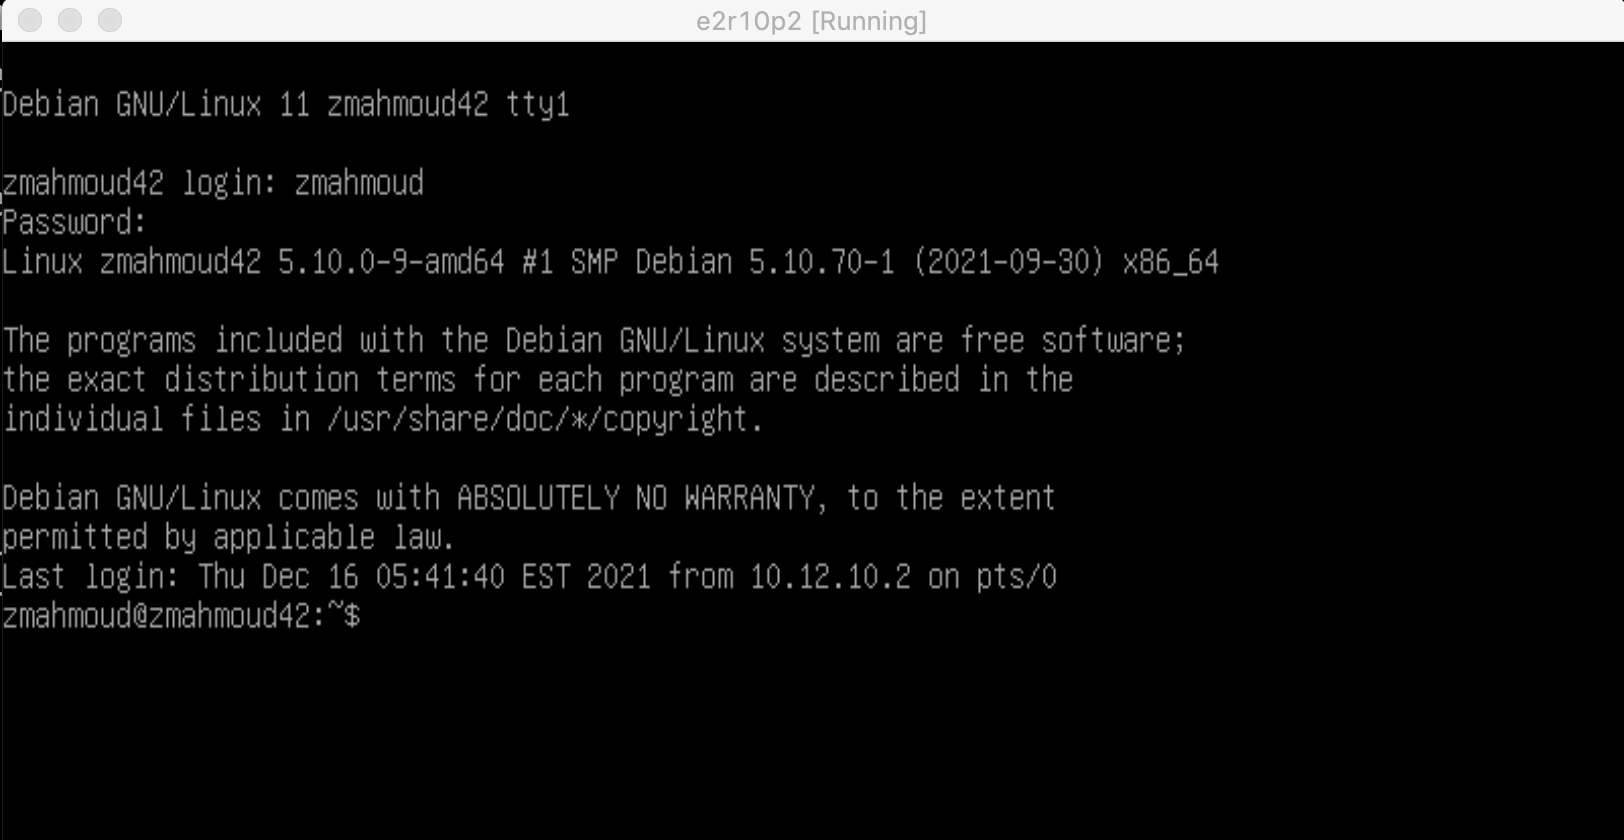 e2r10p2 [Running]
Debian GNU/Linux 11 zmahmoud42 tty1
zmahmoud42 login: zmahmoud
Password:
Linux zmahmoud42 5.10.0-9-amd64 #1 SMP Debian 5.10.70-1 (2021-09-30) x86_64
The programs included with the Debian GNU/Linux system are free software;
the exact distribution terms for each program are described in the
individual files in /usr/share/doc/*/copyright.
Debian GNU/Linux comes with ABSOLUTELY NO WARRANTY, to the extent
permitted by applicable law.
Last login: Thu Dec 16 05:41:40 EST 2021 from 10.12.10.2 on pts/0
zmahmoud@zmahmoud42:~$